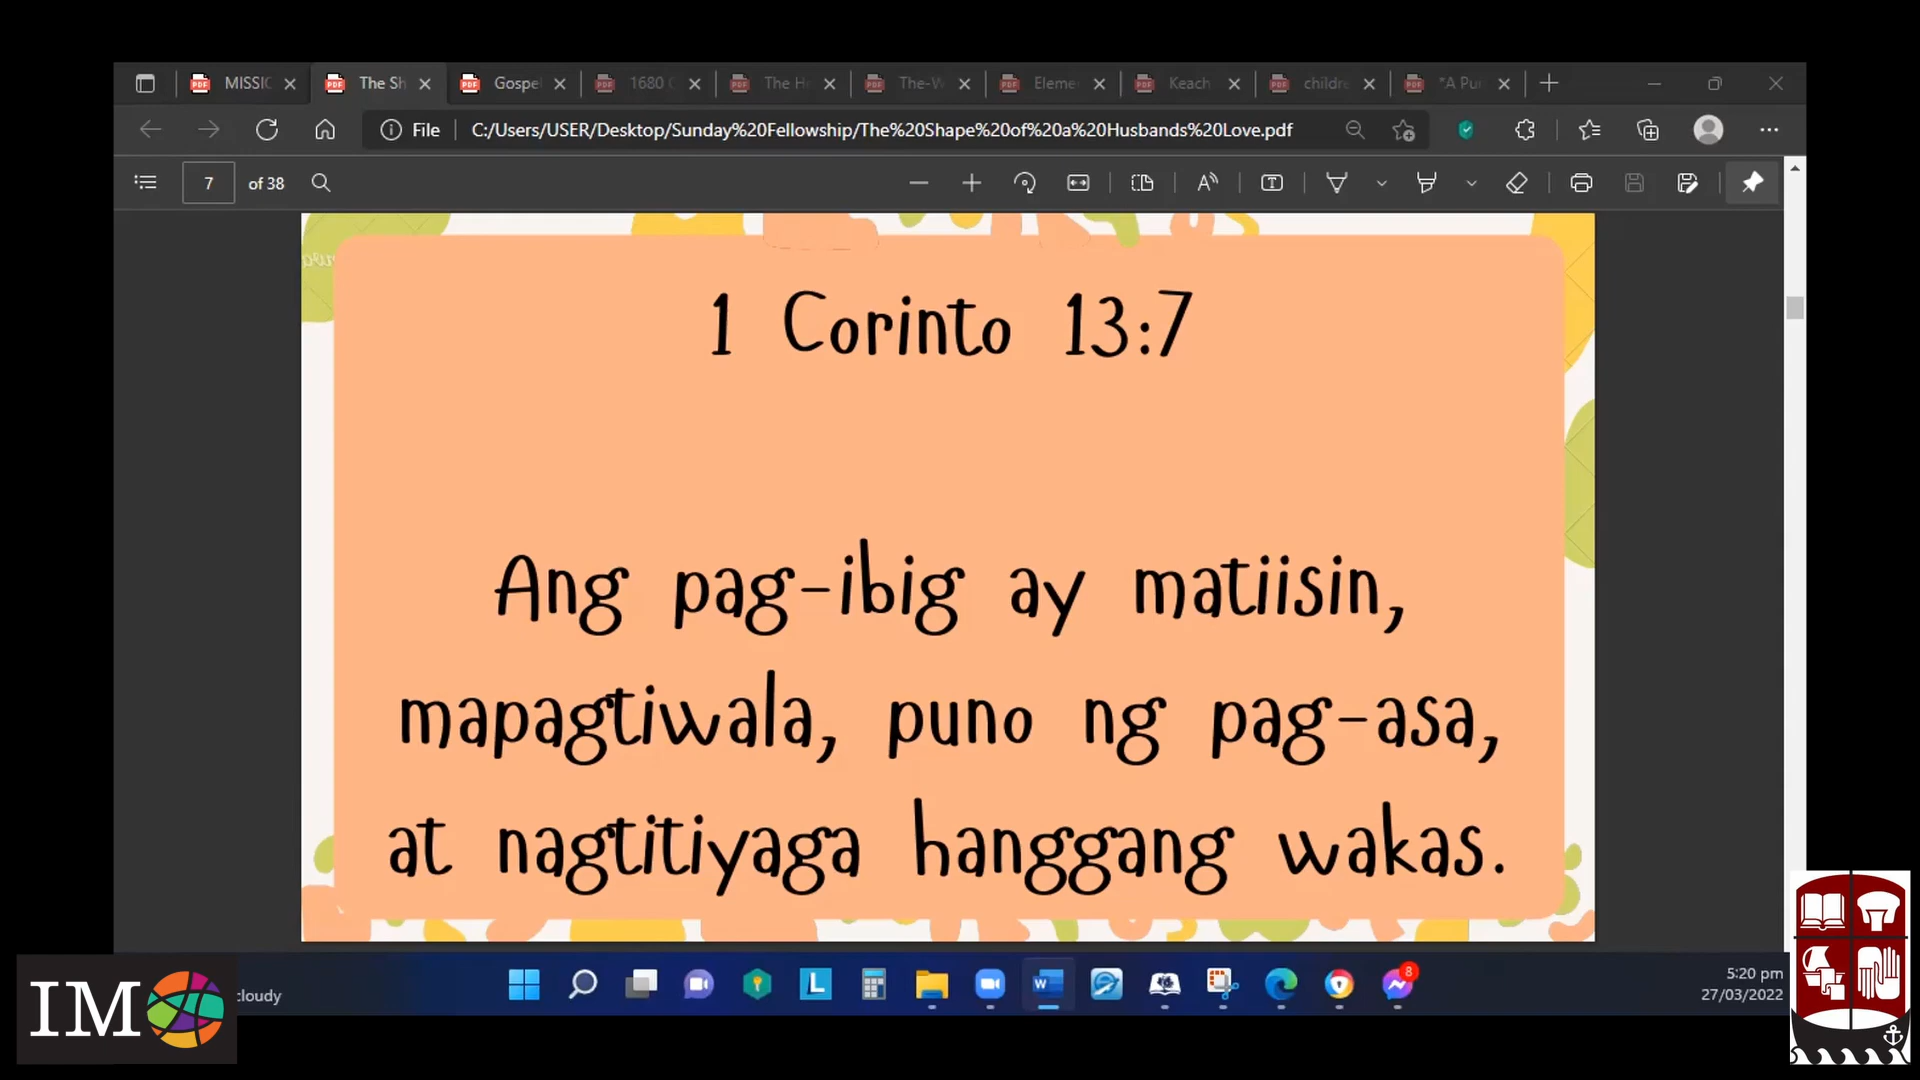 MISSIC
The Sh
Gospel
1680 C
The H
The-W
Eleme
Keach
childre
*A Pur
File
C:/Users/USER/Desktop/Sunday%20Fellowship/The%20Shape%20of%20a%20Husbands%20Love.pdf
7 of 38
1 Corinto 13:7
Ang pag-ibig ay matiisin,
mapagtiwala, puno ng pag-asa,
at nagtitiyaga hanggang wakas.
IM
cloudy
8
5:20 pm
27/03/2022